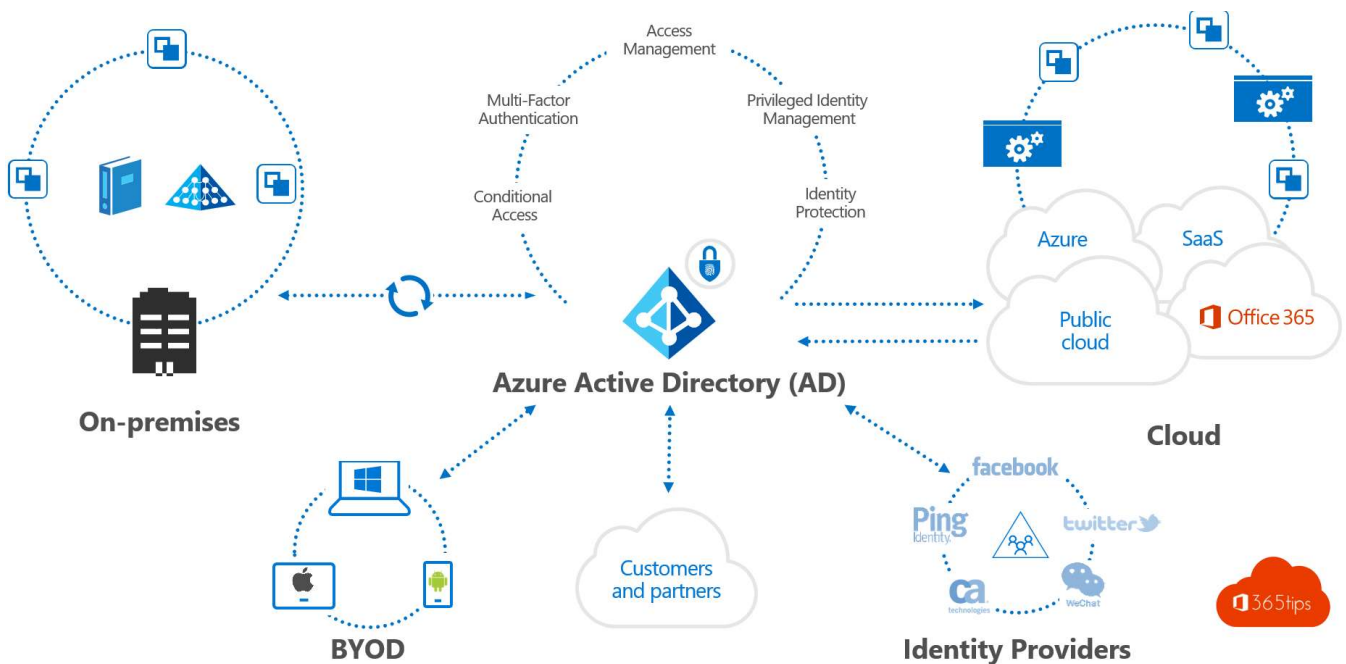 Access
Management
Multi-Factor
Authentication
Privileged Identity
Management
Conditional
Access
Identity
Protection
Azure
SaaS
Public
cloud
Office 365
Azure Active Directory (AD)
On-premises
Cloud
facebook
Ping
Identity.
twitter
Customers
and partners
ca
technologies
WeChat
365tips
BYOD
Identity Providers